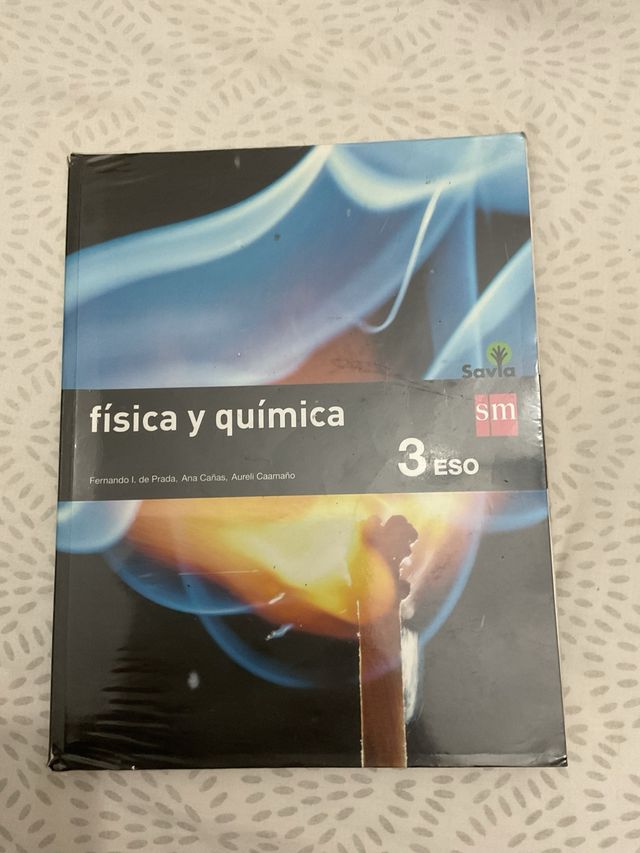 Savia
física y química
sm
3 ESO
Fernando I. de Prada, Ana Cañas, Aureli Caamaño